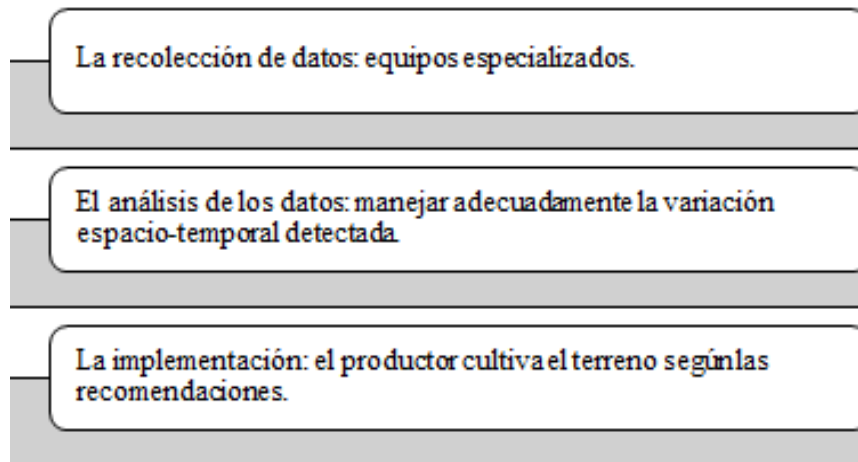 La recolección de datos: equipos especializados.
El análisis de los datos: manejar adecuadamente la variación
espacio-temporal detectada.
La implementación: el productor cultiva el terreno según las
recomendaciones.